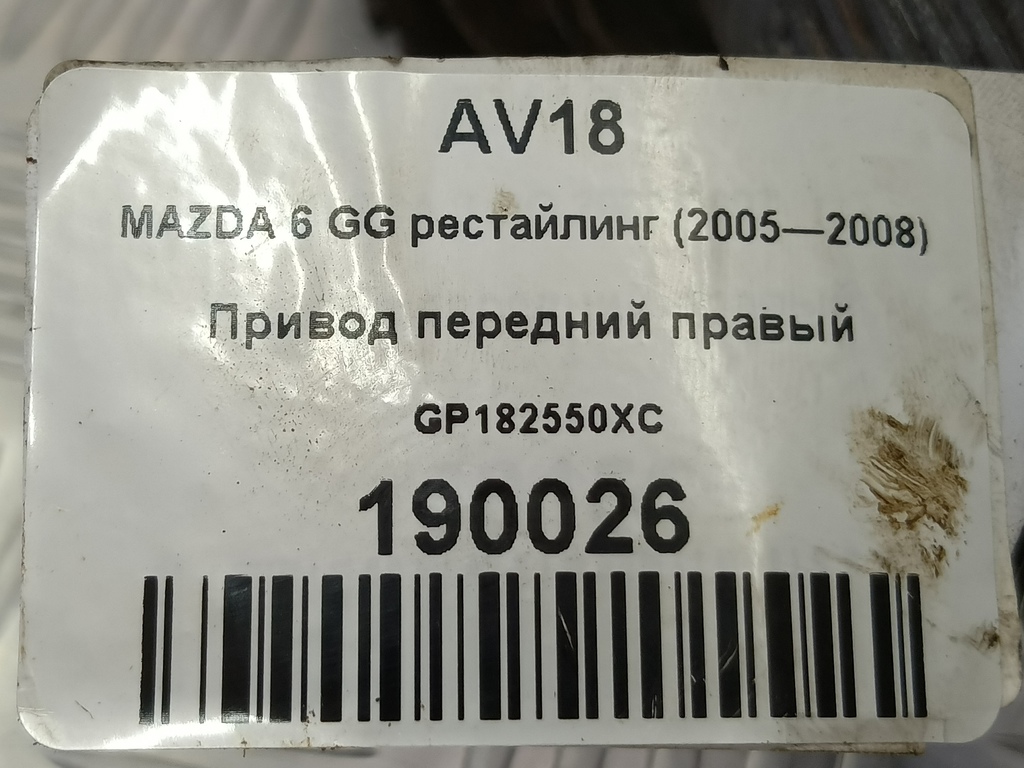 AV18
MAZDA 6 GG рестайлинг (2005—2008)
Привод передний правый
GP182550XC
190026